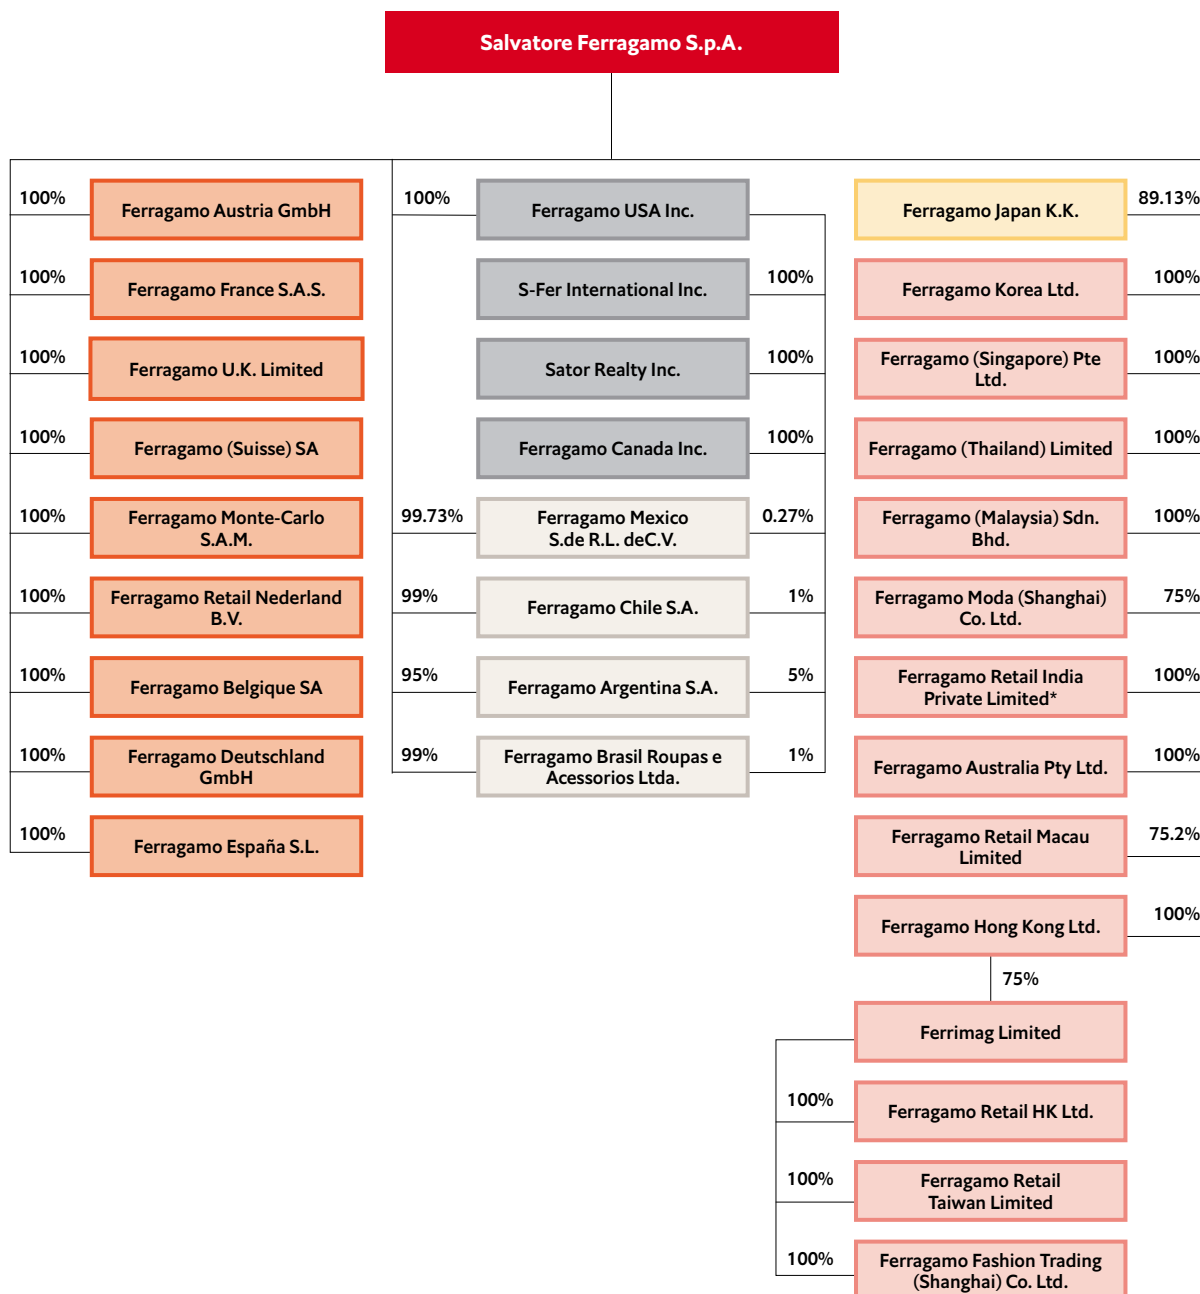 Salvatore Ferragamo S.p.A.
100%
Ferragamo Austria GmbH
100%
Ferragamo France S.A.S.
100%
Ferragamo U.K. Limited
100%
Ferragamo (Suisse) SA
100%
Ferragamo Monte-Carlo
S.A.M.
100%
Ferragamo Retail Nederland
B.V.
100%
Ferragamo Belgique SA
100%
Ferragamo Deutschland
GmbH
100%
Ferragamo España S.L.
100%
Ferragamo USA Inc.
S-Fer International Inc.
100%
Sator Realty Inc.
100%
Ferragamo Canada Inc.
100%
99.73%
Ferragamo Mexico
S.de R.L. deC.V.
0.27%
99%
Ferragamo Chile S.A.
1%
95%
Ferragamo Argentina S.A.
5%
99%
Ferragamo Brasil Roupas e
Acessorios Ltda.
1%
Ferragamo Japan K.K.
89.13%
Ferragamo Korea Ltd.
100%
Ferragamo (Singapore) Pte
Ltd.
100%
Ferragamo (Thailand) Limited
100%
Ferragamo (Malaysia) Sdn.
Bhd.
100%
Ferragamo Moda (Shanghai)
Co. Ltd.
75%
Ferragamo Retail India
Private Limited*
100%
Ferragamo Australia Pty Ltd.
100%
Ferragamo Retail Macau
Limited
75.2%
Ferragamo Hong Kong Ltd.
100%
75%
Ferrimag Limited
100%
Ferragamo Retail HK Ltd.
100%
Ferragamo Retail
Taiwan Limited
100%
Ferragamo Fashion Trading
(Shanghai) Co. Ltd.